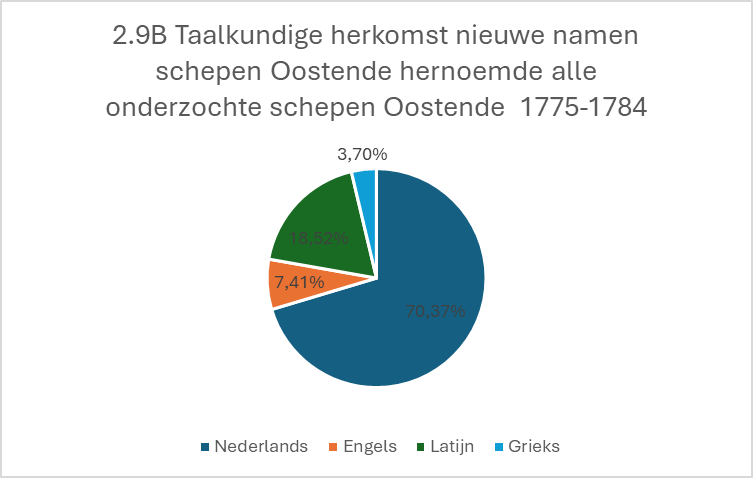 2.9B Taalkundige herkomst nieuwe namen
schepen Oostende hernoemde alle
onderzochte schepen Oostende 1775-1784
3,70%
18,52%
7,41%
70,37%
Nederlands Engels Latijn Grieks